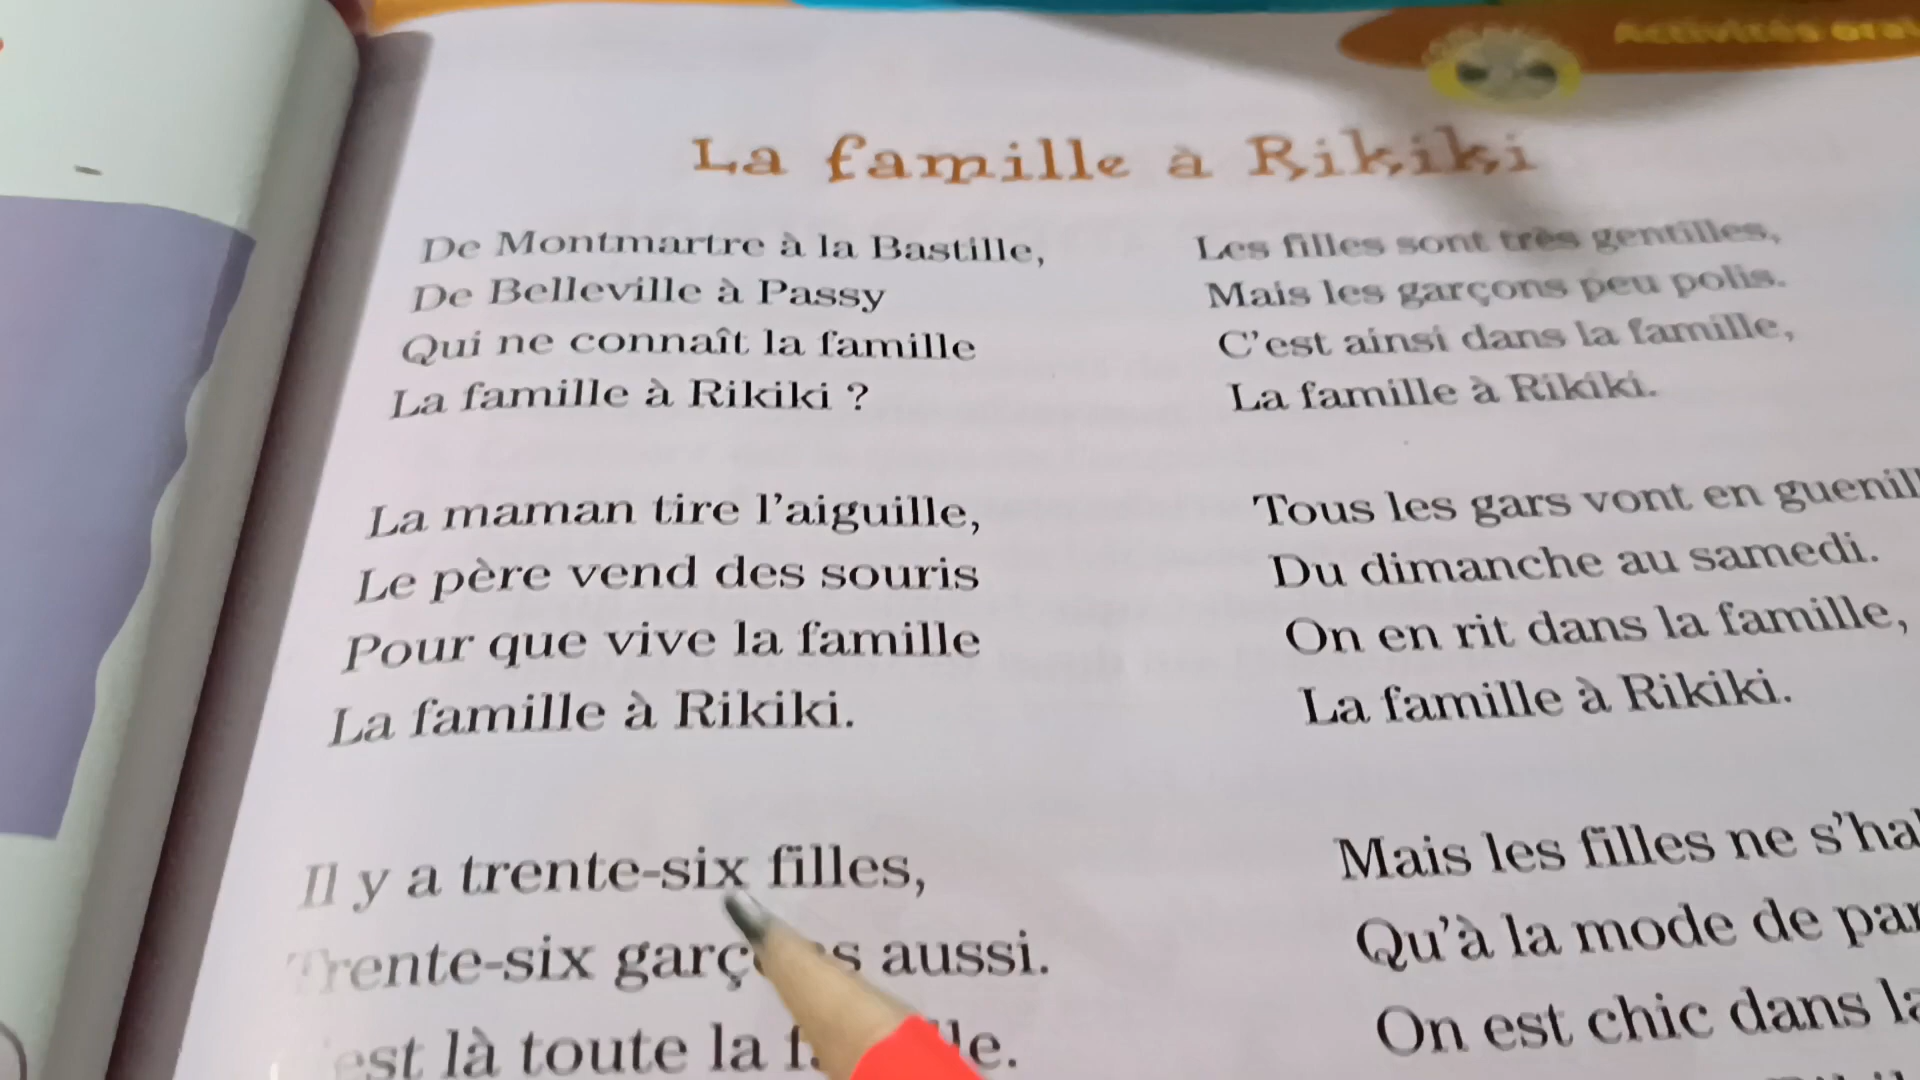 Activités
La famille à Rikiki
De Montmartre à la Bastille,
De Belleville à Passy
Qui ne connaît la famille
La famille à Rikiki ?
La maman tire l'aiguille,
Le père vend des souris
Pour que vive la famille
La famille à Rikiki.
Il y a trente-six filles,
Trente-six aussi.
là toute la
Les filles sont très gentilles,
Mais les garçons peu polis.
C'est ainsi dans la famille,
La famille à Rikiki.
Tous les gars vont en
Du dimanche au samedi.
On en rit dans la famille,
La famille à Rikiki.
Mais les filles ne
Qu'à la mode de
On est chic dans